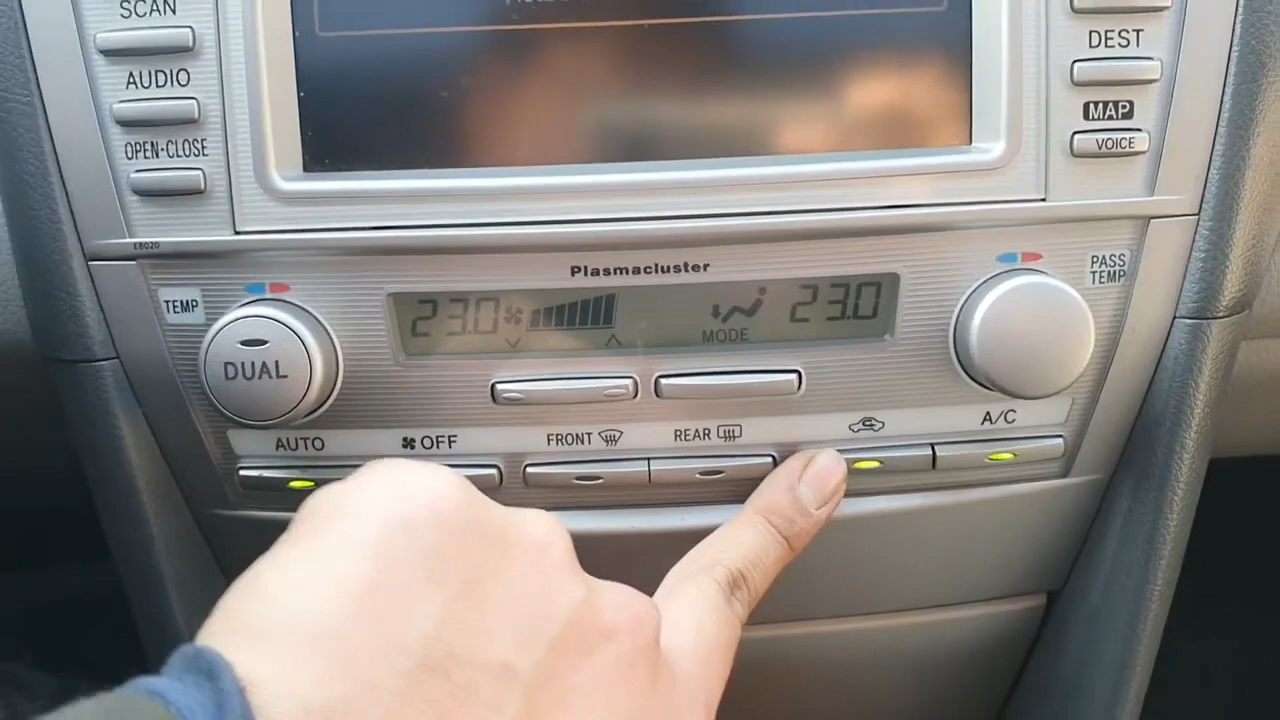 SCAN
AUDIO
OPEN·CLOSE
DEST
MAP
VOICE
E8020
Plasmacluster
TEMP
PASS
TEMP
23.0
23.0
MODE
DUAL
AUTO
OFF
FRONT
REAR
A/C